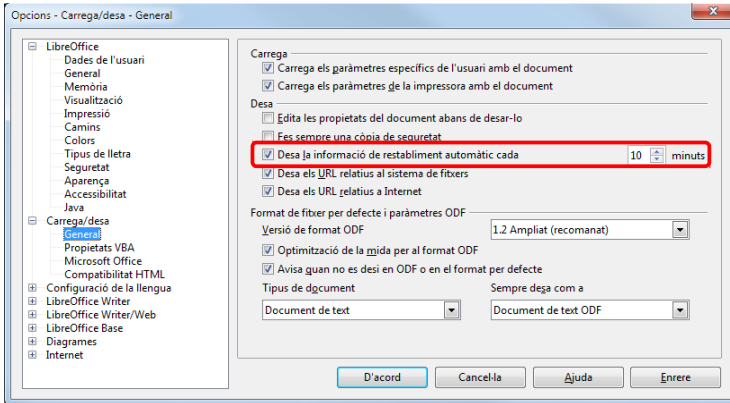 Opcions - Carrega/desa - General
LibreOffice
Dades de l'usuari
General
Memòria
Visualització
Impressió
Camins
Colors
Tipus de lletra
Seguretat
Aparença
Accessibilitat
Java
Carrega/desa
General
Propietats VBA
Microsoft Office
Compatibilitat HTML
Configuració de la llengua
LibreOffice Writer
LibreOffice Writer/Web
LibreOffice Base
Diagrames
Internet
Carrega
Carrega els paràmetres específics de l'usuari amb el document
Carrega els paràmetres de la impressora amb el document
Desa
Edita les propietats del document abans de desar-lo
Fes sempre una còpia de seguretat
Desa la informació de restabliment automàtic cada 10 minuts
Desa els URL relatius al sistema de fitxers
Desa els URL relatius a Internet
Format de fitxer per defecte i paràmetres ODF
Versió de format ODF 1.2 Ampliat (recomanat)
Optimització de la mida per al format ODF
Avisa quan no es desi en ODF o en el format per defecte
Tipus de document Sempre desa com a
Document de text Document de text ODF
D'acord Cancel·la Ajuda Enrere